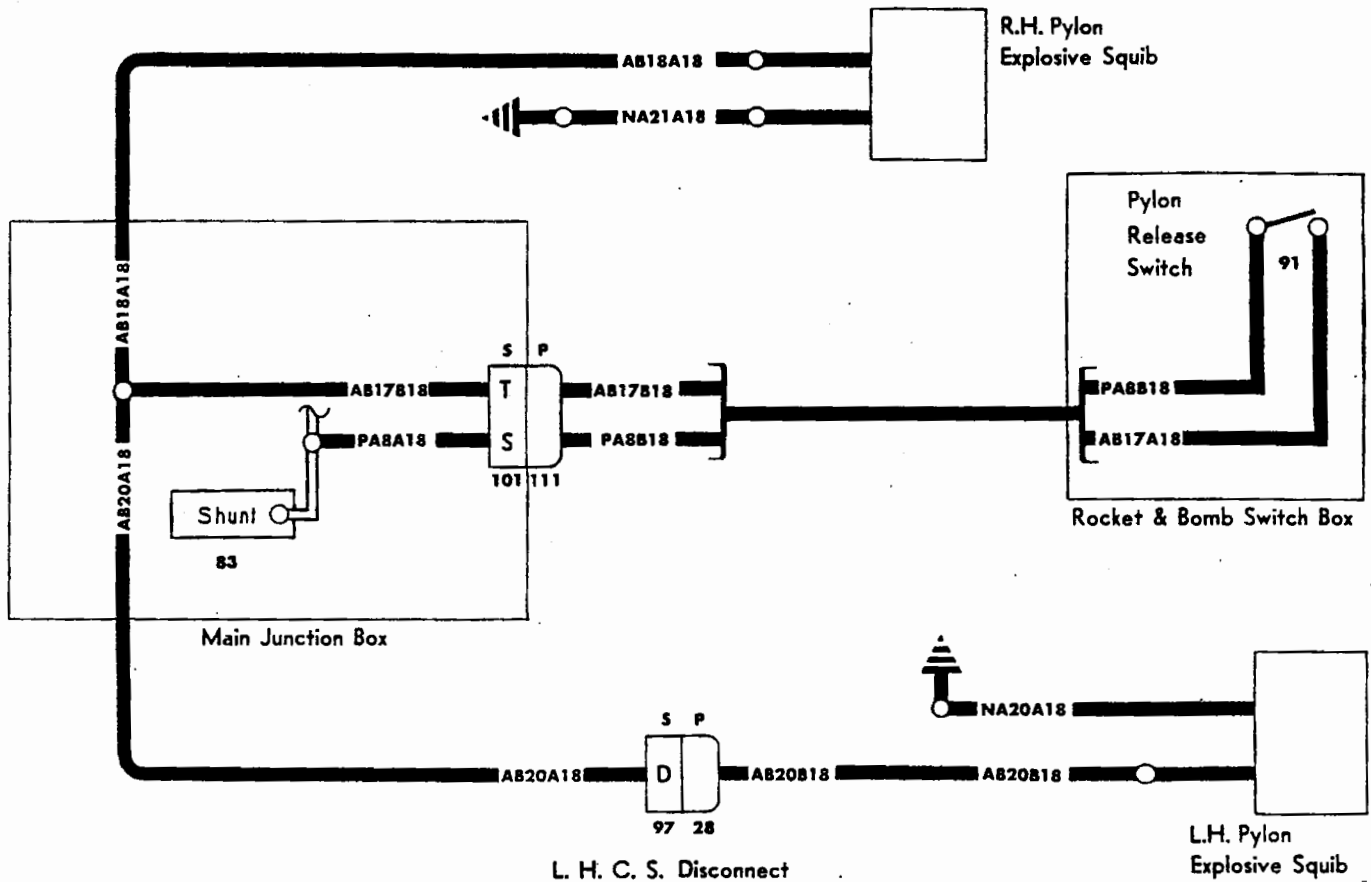 R.H. Pylon
Explosive Squib
AB18A18
NA21A18
Pylon
Release
Switch
91
AB18A18
S P
AB17B18
T
AB17B18
PA8B18
PA8A18
S
PA8B18
AB17A18
101 111
AB20A18
Shunt
83
Rocket & Bomb Switch Box
Main Junction Box
NA20A18
S P
AB20A18
D
AB20B18
AB20B18
97 28
L.H. Pylon
Explosive Squib
L. H. C. S. Disconnect